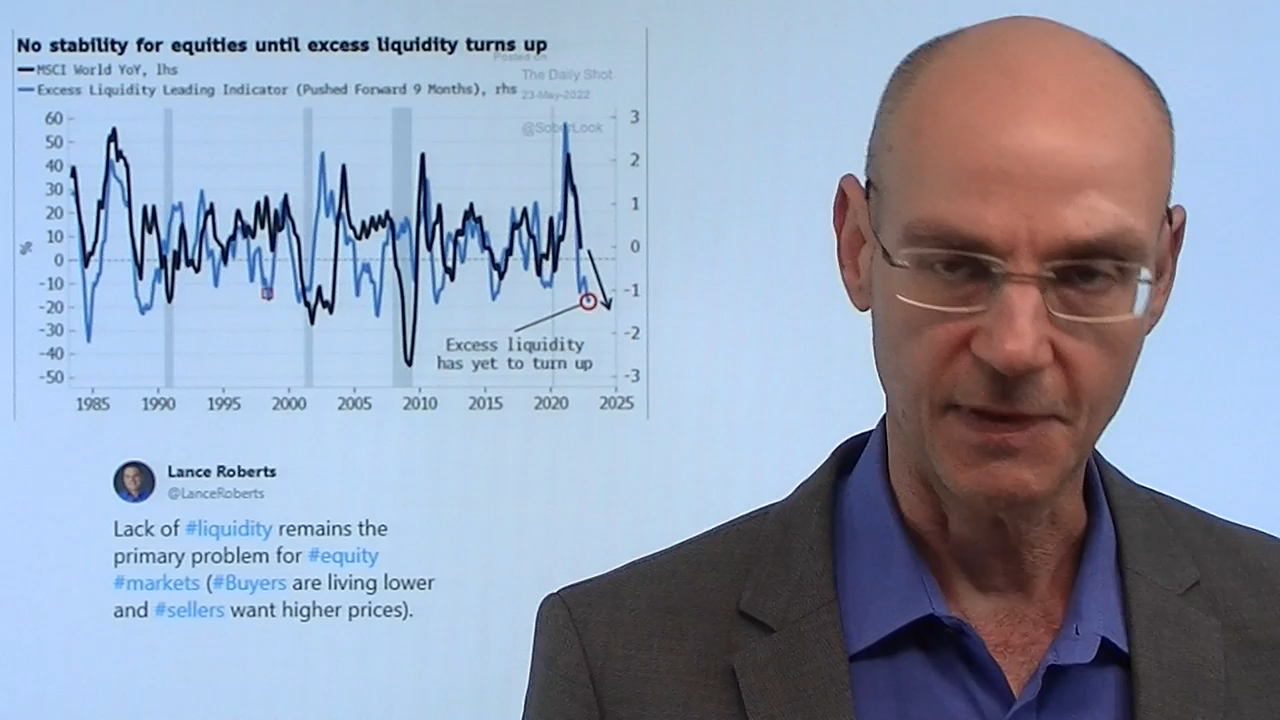 No stability for equities until excess liquidity turns up
Posted on
MSCI World YoY, lhs
The Daily Shot
Excess Liquidity Leading Indicator (Pushed Forward 9 Months), rhs
23-May-2022
@SoberLook
60
50
40
30
20
10
0
-10
-20
-30
-40
-50
%
3
2
1
0
-1
-2
-3
Excess liquidity
has yet to turn up
1985 1990 1995 2000 2005 2010 2015 2020 2025
Lance Roberts
@LanceRoberts
Lack of #liquidity remains the
primary problem for #equity
#markets (#Buyers are living lower
and #sellers want higher prices).